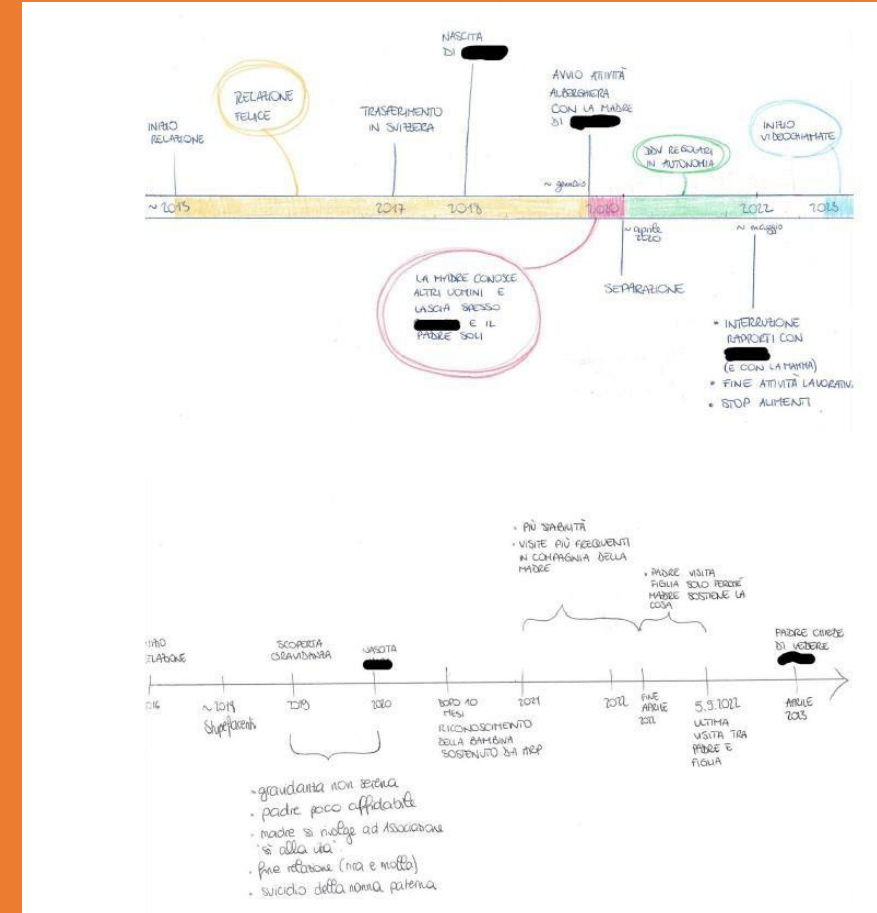 NASCITA
DI
RELAZIONE
FELICE
INIZIO
RELAZIONE
TRASFERIMENTO
IN SVIZZERA
AVVIO ATTIVITÀ
ALBERGHIERA
CON LA MADRE
DI
DDV REGOLARI
IN AUTONOMIA
INIZIO
VIDEOCHIAMATE
~ gennaio
~ 2015
2017
2018
2020
2022
2023
~ aprile
2020
~ maggio
LA MADRE CONOSCE
ALTRI UOMINI E
LASCIA SPESSO
E IL
PADRE SOLI
SEPARAZIONE
• INTERRUZIONE
RAPPORTI CON
(E CON LA MAMMA)
• FINE ATTIVITÀ LAVORATIV
• STOP ALIMENTI
• PIÙ STABILITÀ
• VISITE PIÙ FREQUENTI
IN COMPAGNIA DELLA
MADRE
• PADRE VISITA
FIGLIA SOLO PERCHÉ
MADRE SOSTIENE LA
COSA
SCOPERTA
GRAVIDANZA
NASCITA
PADRE CHIEDE
DI VEDERE
Stupefacenti
2019
2020
DOPO 10
MESI
RICONOSCIMENTO
DELLA BAMBINA
SOSTENUTO DA ARP
2021
2022
FINE
APRILE
2022
5.9.2022
ULTIMA
VISITA TRA
PADRE E
FIGLIA
APRILE
2023
• gravidanza non serena
• padre poco affidabile
• madre si rivolge ad Associazione
"sì alla vita"
• fine relazione (tira e molla)
• suicidio della nonna paterna